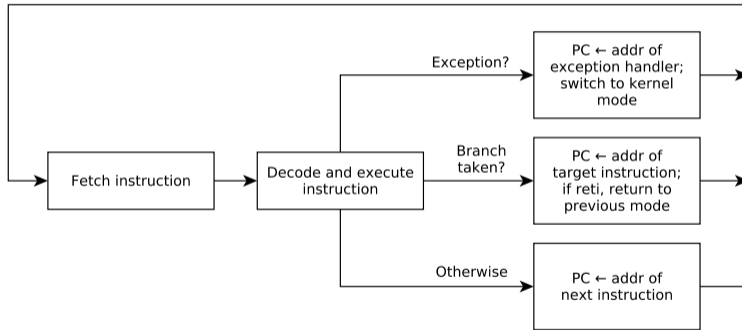 Exception?
PC ← addr of
exception handler;
switch to kernel
mode
Fetch instruction
Decode and execute
instruction
Branch
taken?
PC ← addr of
target instruction;
if reti, return to
previous mode
Otherwise
PC ← addr of
next instruction